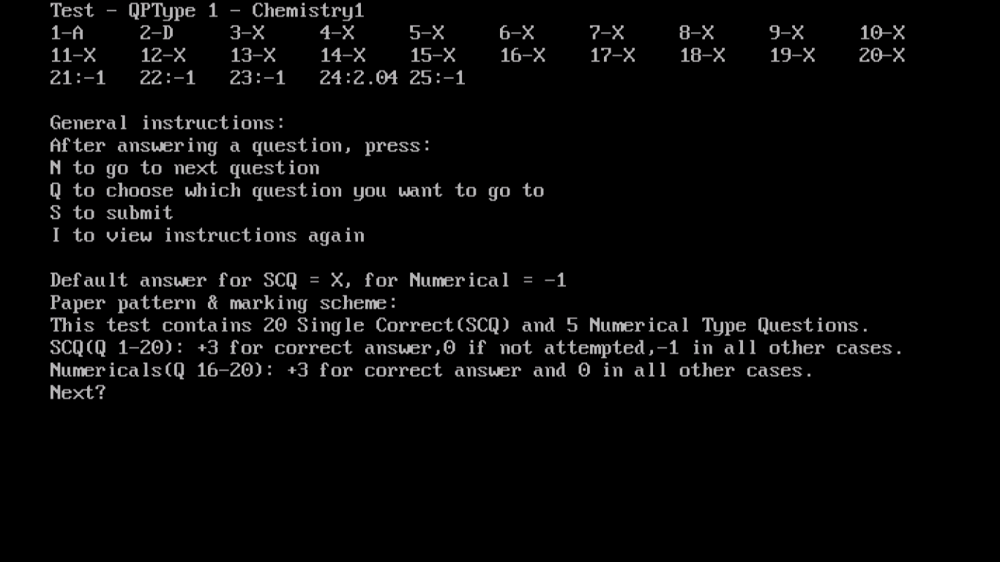 Test - QPType 1 - Chemistry1
1-A 2-D 3-X 4-X 5-X 6-X 7-X 8-X 9-X 10-X
11-X 12-X 13-X 14-X 15-X 16-X 17-X 18-X 19-X 20-X
21:-1 22:-1 23:-1 24:2.04 25:-1
General instructions:
After answering a question, press:
N to go to next question
Q to choose which question you want to go to
S to submit
I to view instructions again
Default answer for SCQ = X, for Numerical = -1
Paper pattern & marking scheme:
This test contains 20 Single Correct(SCQ) and 5 Numerical Type Questions.
SCQ(Q 1-20): +3 for correct answer,0 if not attempted,-1 in all other cases.
Numericals(Q 16-20): +3 for correct answer and 0 in all other cases.
Next?